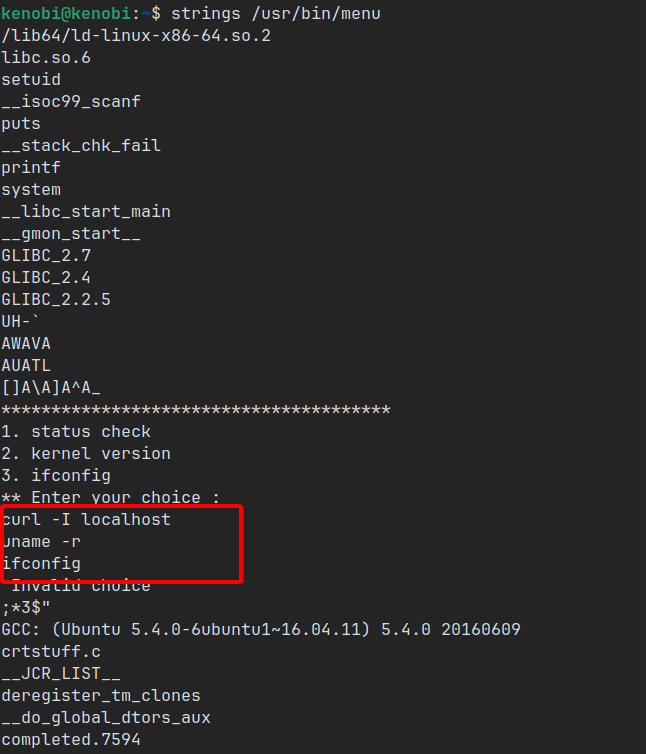 kenobi@kenobi:~$ strings /usr/bin/menu
/lib64/ld-linux-x86-64.so.2
libc.so.6
setuid
__isoc99_scanf
puts
__stack_chk_fail
printf
system
__libc_start_main
__gmon_start__
GLIBC_2.7
GLIBC_2.4
GLIBC_2.2.5
UH-`
AWAVA
AUATL
[]A\A]A^A_
***************************************
1. status check
2. kernel version
3. ifconfig
** Enter your choice :
curl -I localhost
uname -r
ifconfig
 Invalid choice
;*3$"
GCC: (Ubuntu 5.4.0-6ubuntu1~16.04.11) 5.4.0 20160609
crtstuff.c
__JCR_LIST__
deregister_tm_clones
__do_global_dtors_aux
completed.7594